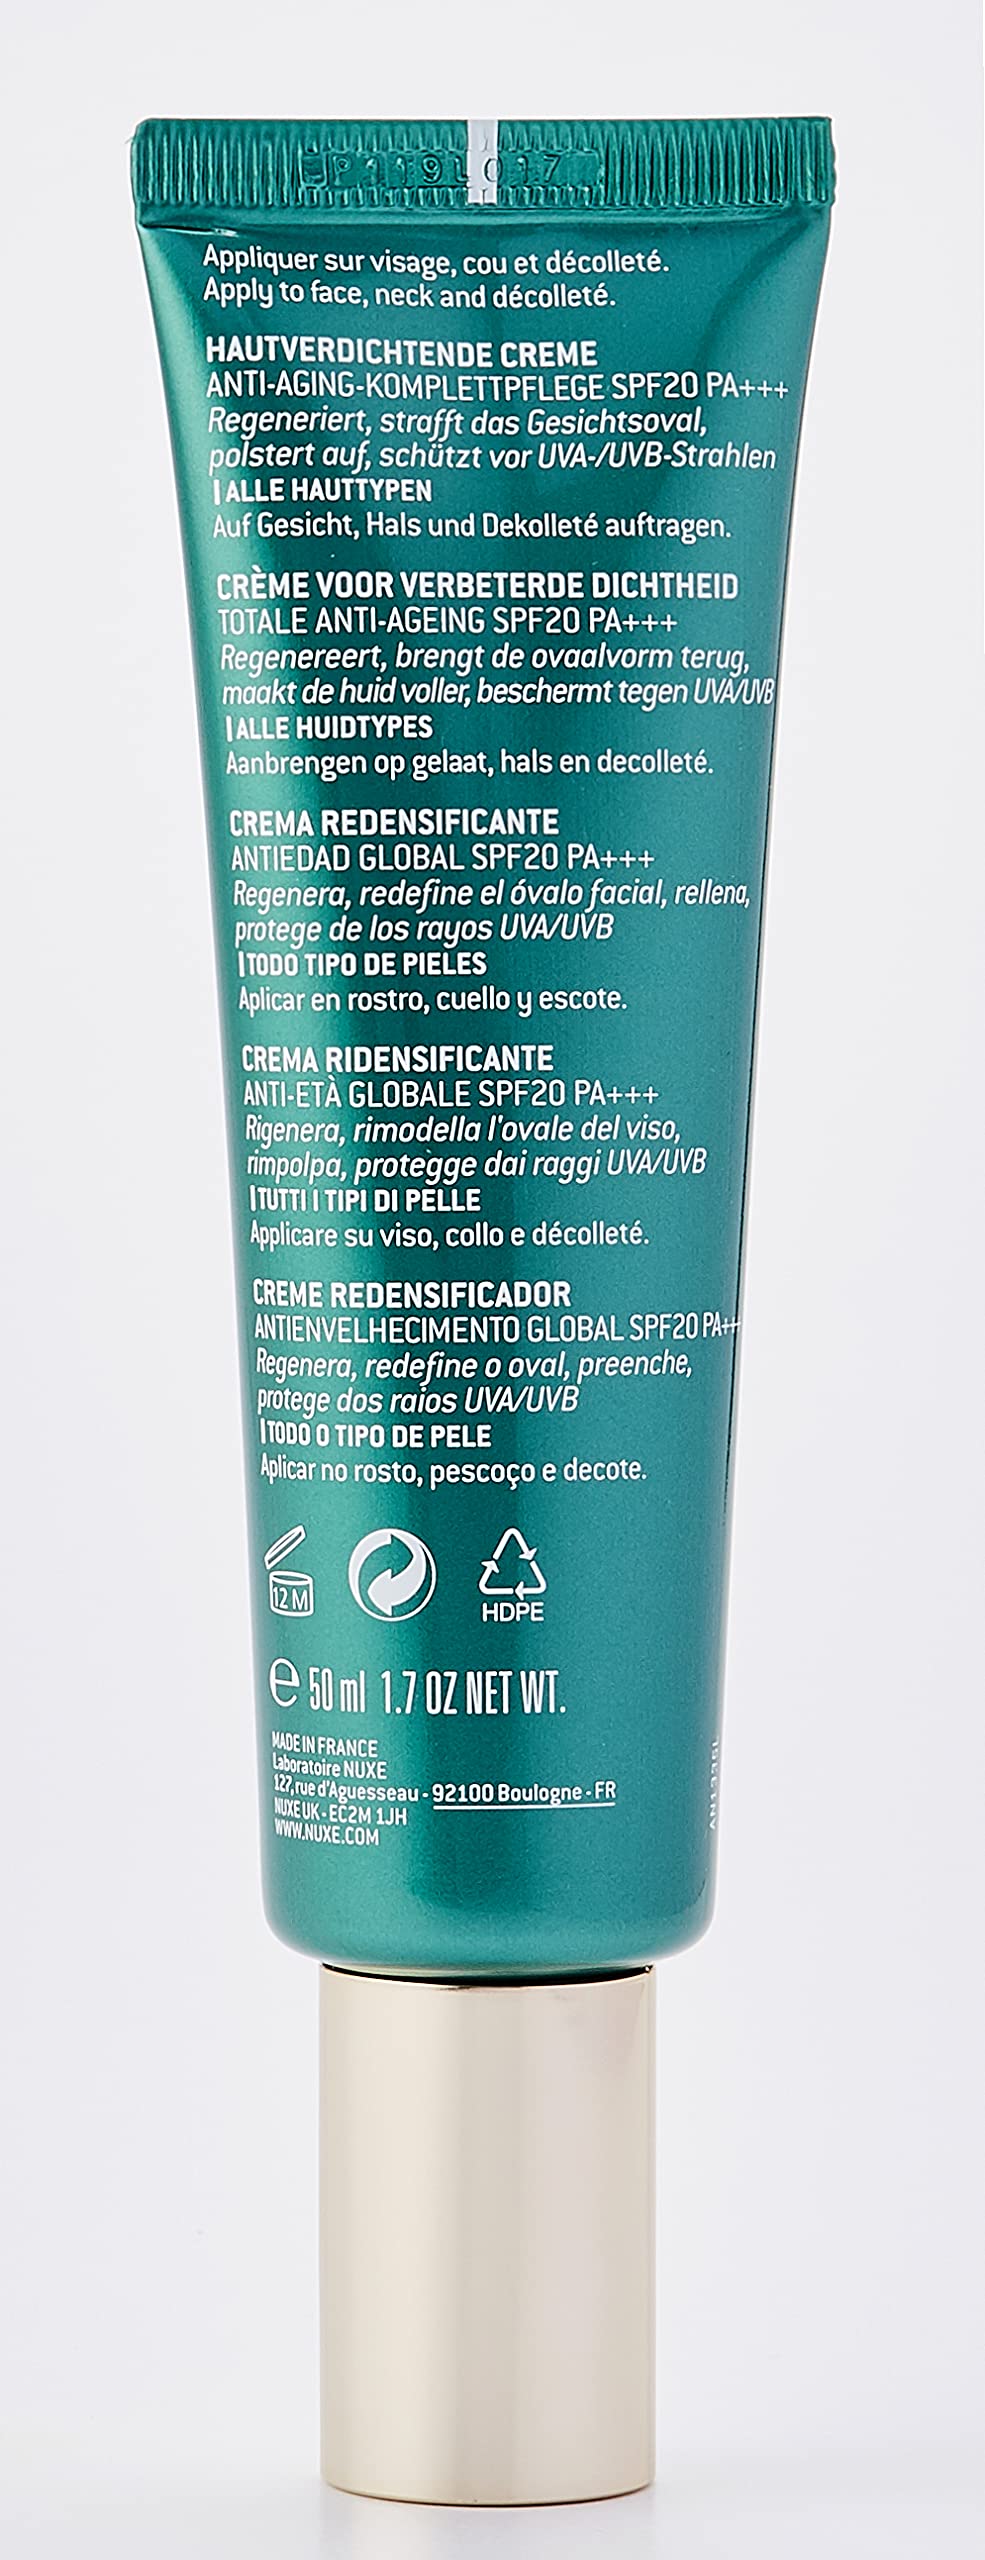 P119L017
Appliquer sur visage, cou et décolleté.
Apply to face, neck and décolleté.
HAUTVERDICHTENDE CREME
ANTI-AGING-KOMPLETTPFLEGE SPF20 PA+++
Regeneriert, strafft das Gesichtsoval,
polstert auf, schützt vor UVA-/UVB-Strahlen
| ALLE HAUTTYPEN
Auf Gesicht, Hals und Dekolleté auftragen.
CRÈME VOOR VERBETERDE DICHTHEID
TOTALE ANTI-AGEING SPF20 PA+++
Regenereert, brengt de ovaalvorm terug,
maakt de huid voller, beschermt tegen UVA/UVB
| ALLE HUIDTYPES
Aanbrengen op gelaat, hals en decolleté.
CREMA REDENSIFICANTE
ANTIEDAD GLOBAL SPF20 PA+++
Regenera, redefine el óvalo facial, rellena,
protege de los rayos UVA/UVB
| TODO TIPO DE PIELES
Aplicar en rostro, cuello y escote.
CREMA RIDENSIFICANTE
ANTI-ETÀ GLOBALE SPF20 PA+++
Rigenera, rimodella l'ovale del viso,
rimpolpa, protegge dai raggi UVA/UVB
| TUTTI I TIPI DI PELLE
Applicare su viso, collo e décolleté.
CREME REDENSIFICADOR
ANTIENVELHECIMENTO GLOBAL SPF20 PA++
Regenera, redefine o oval, preenche,
protege dos raios UVA/UVB
| TODO O TIPO DE PELE
Aplicar no rosto, pescoço e decote.
12 M
HDPE
e 50 ml 1.7 OZ NET WT.
MADE IN FRANCE
Laboratoire NUXE
127, rue d'Aguesseau - 92100 Boulogne - FR
NUXE UK - EC2M 1JH
WWW.NUXE.COM